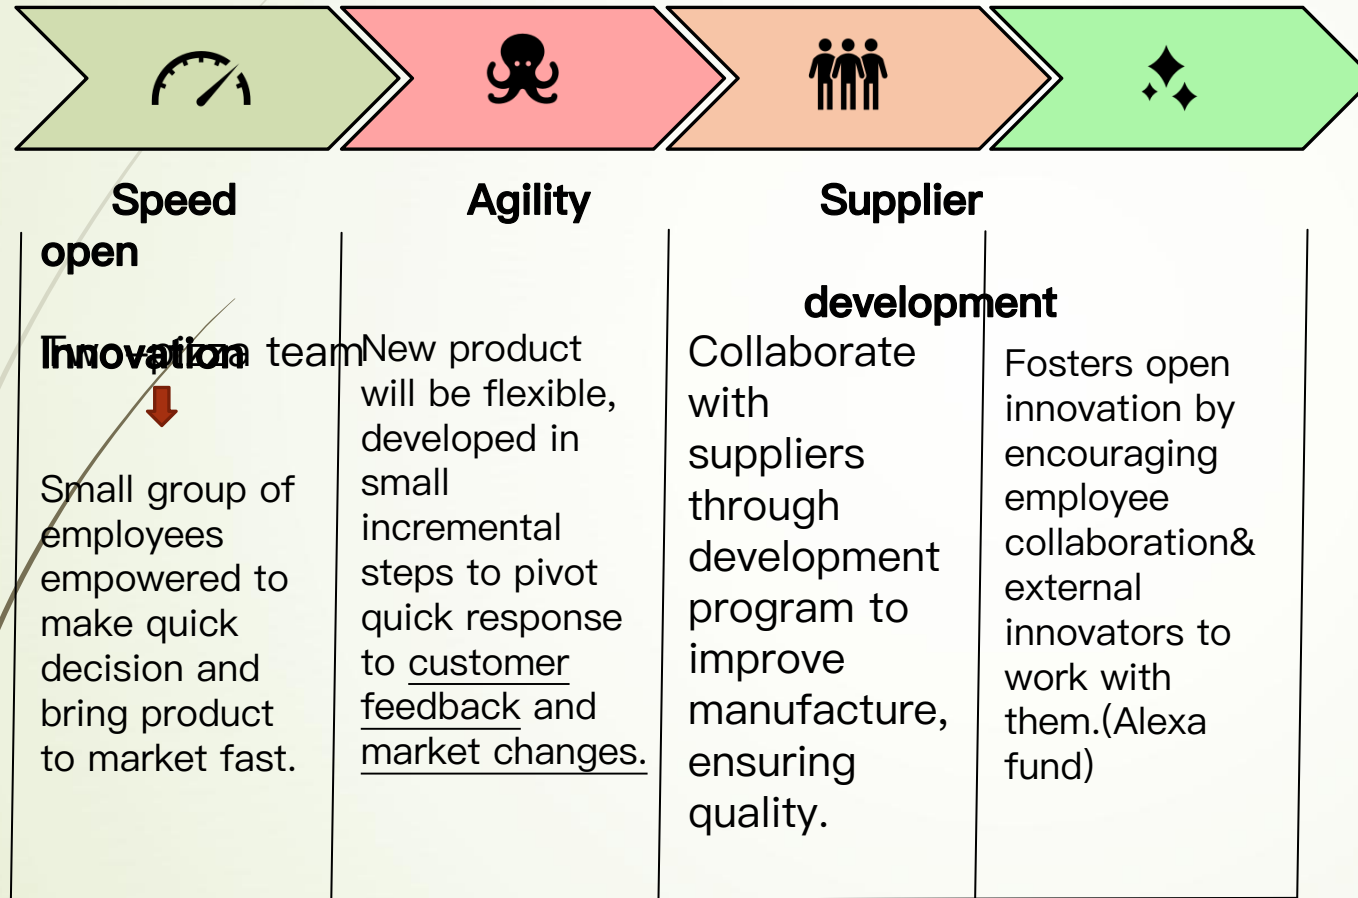 Speed Agility Supplier
open
development
Innovation
Two-pizza team
Small group of
employees
empowered to
make quick
decision and
bring product
to market fast.
New product
will be flexible,
developed in
small
incremental
steps to pivot
quick response
to customer
feedback and
market changes.
Collaborate
with
suppliers
through
development
program to
improve
manufacture,
ensuring
quality.
Fosters open
innovation by
encouraging
employee
collaboration&
external
innovators to
work with
them.(Alexa
fund)